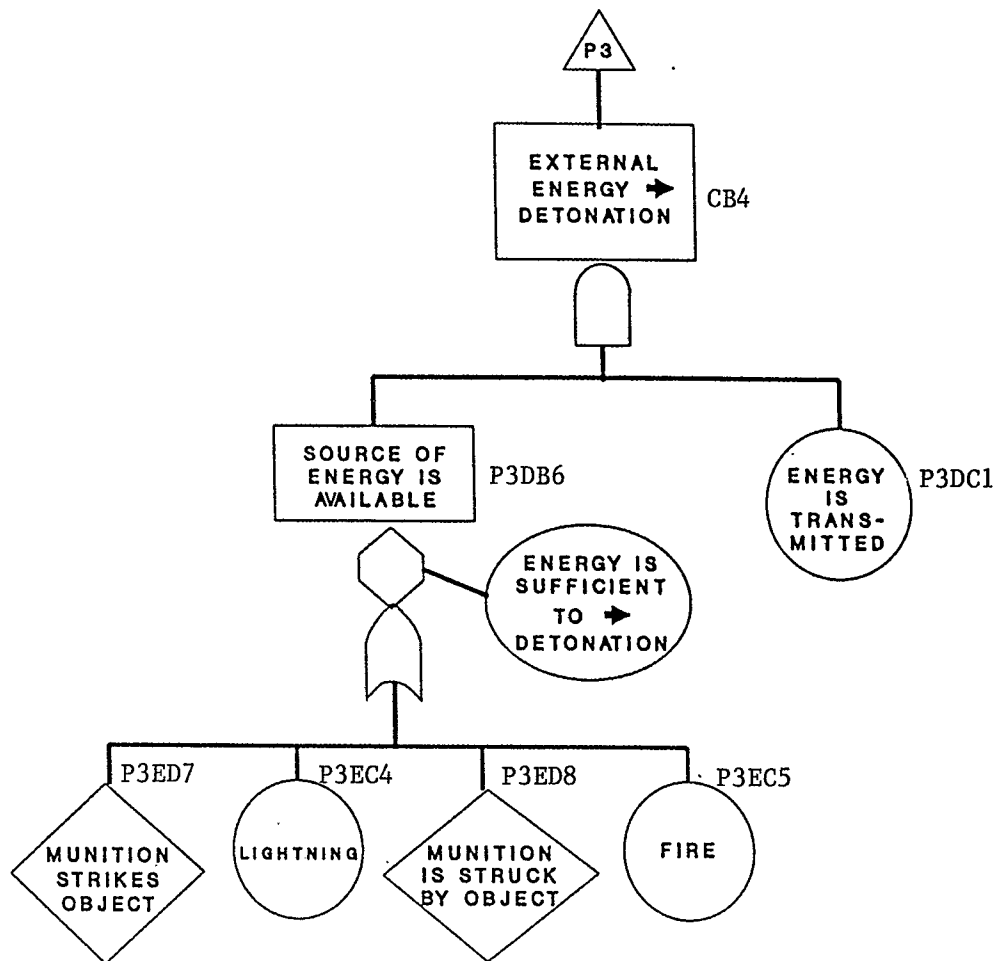 P3
EXTERNAL
ENERGY →
DETONATION
CB4
SOURCE OF
ENERGY IS
AVAILABLE
P3DB6
ENERGY
IS
TRANS-
MITTED
P3DC1
ENERGY IS
SUFFICIENT
TO →
DETONATION
P3ED7
MUNITION
STRIKES
OBJECT
P3EC4
LIGHTNING
P3ED8
MUNITION
IS STRUCK
BY OBJECT
P3EC5
FIRE